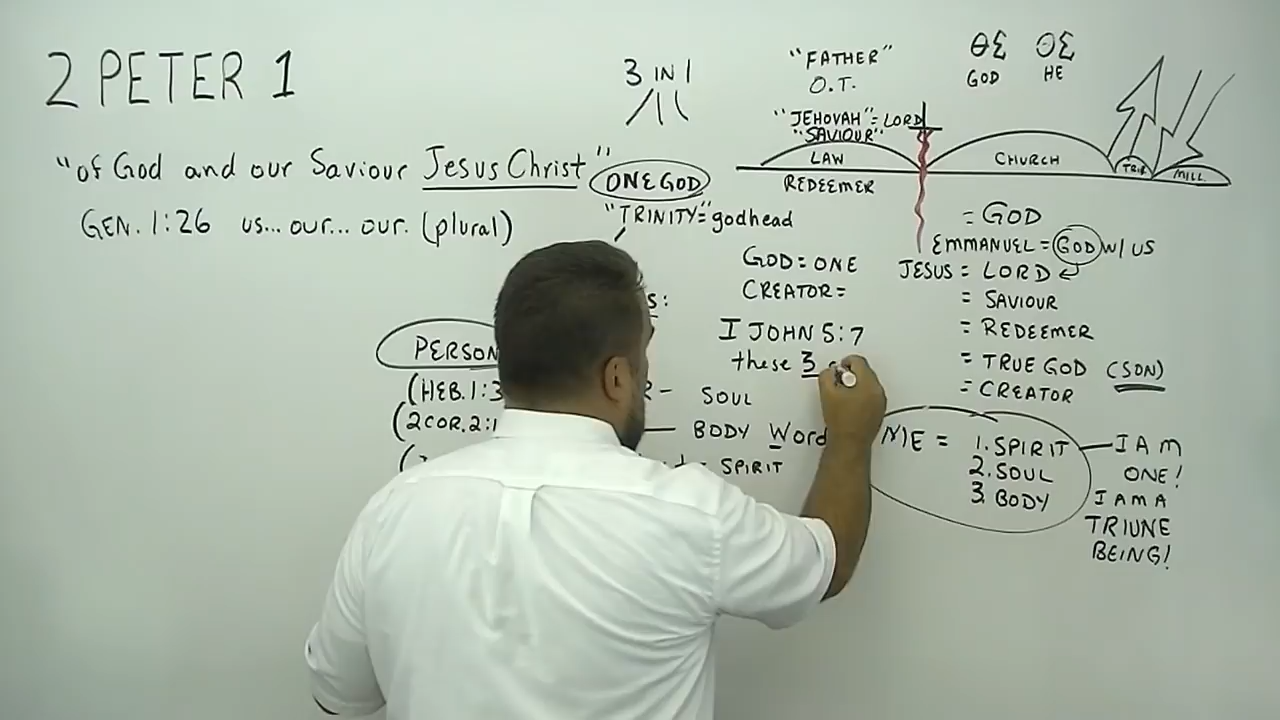 2 PETER 1
"of God and our Saviour Jesus Christ"
GEN. 1:26 us... our... our. (plural)
3 IN 1
ONE GOD
"TRINITY"= godhead
"FATHER"
O.T.
"JEHOVAH" = LORD
"SAVIOUR"
LAW
REDEEMER
ΘΣ ΟΣ
GOD HE
CHURCH
TRIB
MILL
GOD = ONE
CREATOR =
I JOHN 5:7
these 3
PERSON
(HEB. 1:3
(2 COR. 2:1
SOUL
BODY Word
SPIRIT
= GOD
EMMANUEL = GOD W/ US
JESUS = LORD
= SAVIOUR
= REDEEMER
= TRUE GOD (SON)
= CREATOR
ME = 1. SPIRIT
2. SOUL
3. BODY
I AM
ONE!
I AM A
TRIUNE
BEING!